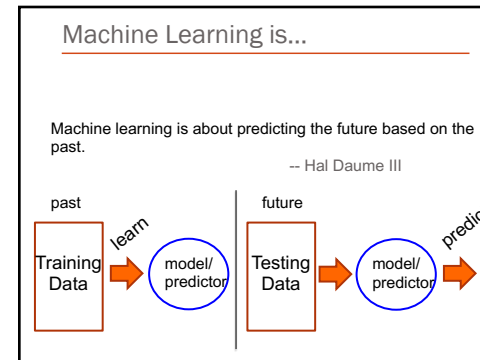 Machine Learning is...
Machine learning is about predicting the future based on the
past.
-- Hal Daume III
past
future
learn
Training
Data
model/
predictor
Testing
Data
model/
predictor